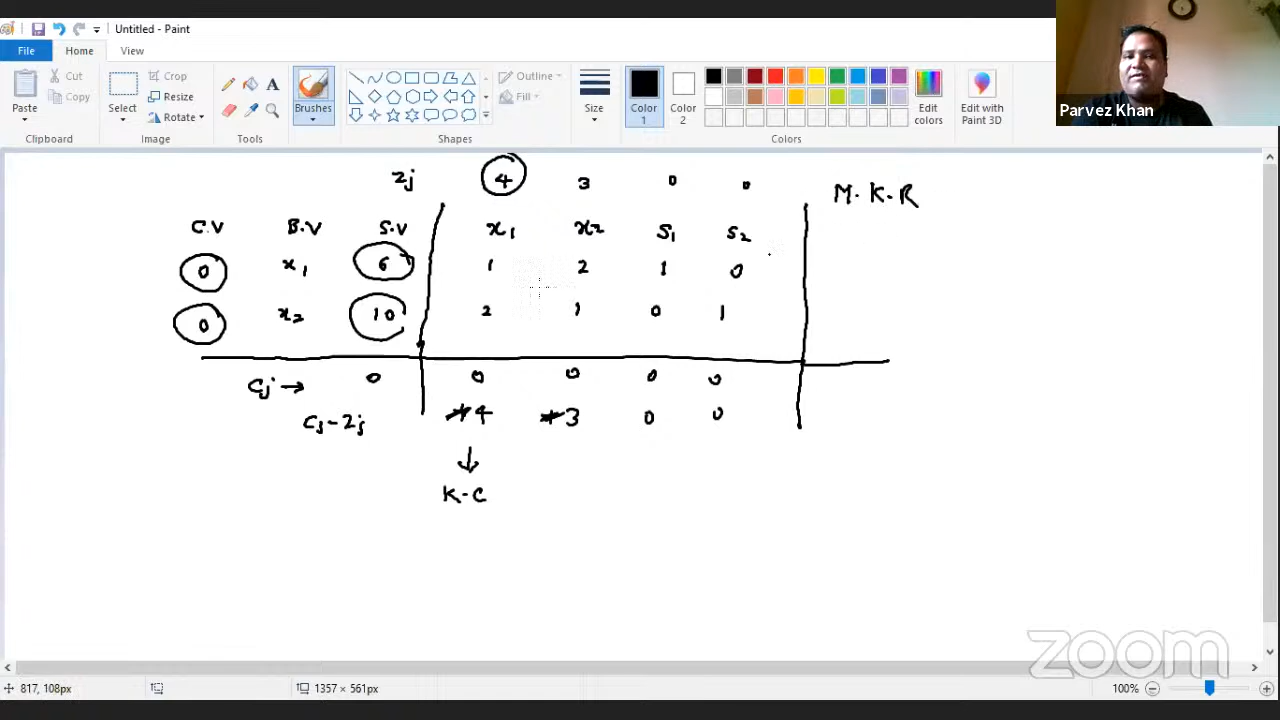 Untitled - Paint
File Home View
Cut
Copy
Paste
Clipboard
Crop
Resize
Rotate
Select
Image
Tools
Brushes
Outline
Fill
Shapes
Size
Color 1
Color 2
Edit colors
Edit with Paint 3D
Colors
Parvez Khan
2j 4 3 0 0
M.K.R
C.V B.V S.V x1 x2 S1 S2
0 x1 6 1 2 1 0
0 x2 10 2 1 0 1
Cj → 0 0 0 0 0
Cj - 2j 4 3 0 0
↓
K-C
zoom
817, 108px
1357 × 561px
100%